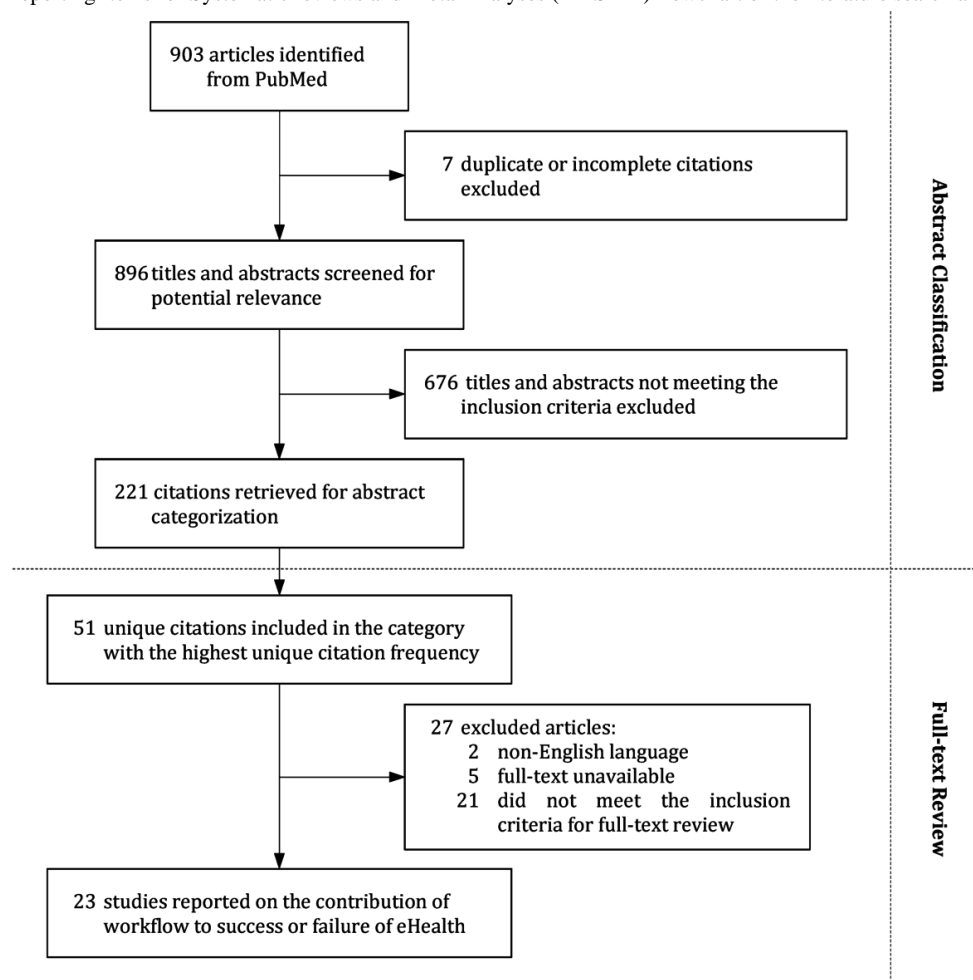 903 articles identified
from PubMed
7 duplicate or incomplete citations
excluded
896 titles and abstracts screened for
potential relevance
676 titles and abstracts not meeting the
inclusion criteria excluded
221 citations retrieved for abstract
categorization
Abstract Classification
51 unique citations included in the category
with the highest unique citation frequency
27 excluded articles:
2 non-English language
5 full-text unavailable
21 did not meet the inclusion
criteria for full-text review
23 studies reported on the contribution of
workflow to success or failure of eHealth
Full-text Review